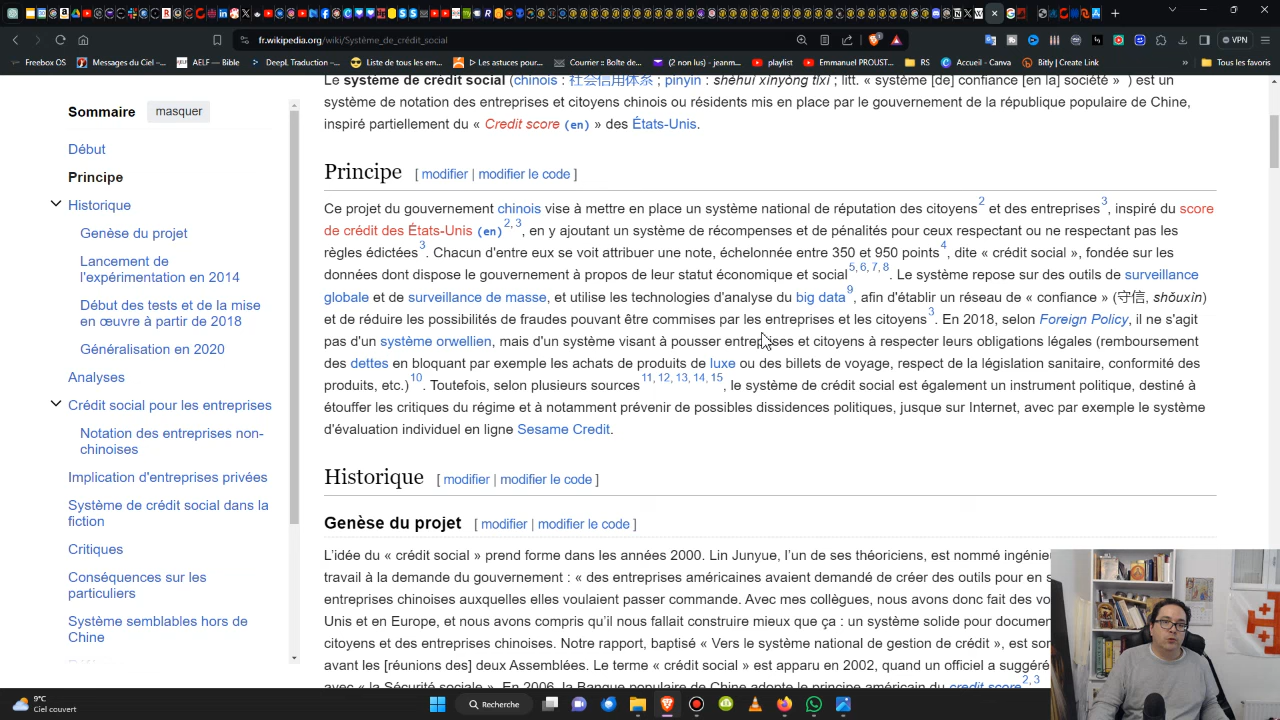 fr.wikipedia.org/wiki/Système_de_crédit_social
VPN
Freebox OS
Messages du Ciel –...
AELF — Bible
DeepL Traduction –...
Liste de tous les em...
▷ Les assurances pour...
Courrier :: Boîte de...
(2 non lus) - jeanm...
playlist
Emmanuel PROUST...
RS
Accueil - Canva
Bitly | Create Link
Tous les favoris
Sommaire
masquer
Début
Principe
Historique
Genèse du projet
Lancement de
l'expérimentation en 2014
Début des tests et de la mise
en œuvre à partir de 2018
Généralisation en 2020
Analyses
Crédit social pour les entreprises
Notation des entreprises non-
chinoises
Implication d'entreprises privées
Système de crédit social dans la
fiction
Critiques
Conséquences sur les
particuliers
Système semblables hors de
Chine
Le système de crédit social (chinois : 社会信用体系 ; pinyin : shèhuì xìnyòng tǐxì ; litt. « système [de] confiance [en la] société » ) est un
système de notation des entreprises et citoyens chinois ou résidents mis en place par le gouvernement de la république populaire de Chine,
inspiré partiellement du « Credit score (en) » des États-Unis.
Principe [ modifier | modifier le code ]
Ce projet du gouvernement chinois vise à mettre en place un système national de réputation des citoyens2 et des entreprises3, inspiré du score
de crédit des États-Unis (en)2, 3, en y ajoutant un système de récompenses et de pénalités pour ceux respectant ou ne respectant pas les
règles édictées3. Chacun d'entre eux se voit attribuer une note, échelonnée entre 350 et 950 points4, dite « crédit social », fondée sur les
données dont dispose le gouvernement à propos de leur statut économique et social5, 6, 7, 8. Le système repose sur des outils de surveillance
globale et de surveillance de masse, et utilise les technologies d'analyse du big data9, afin d'établir un réseau de « confiance » (守信, shǒuxìn)
et de réduire les possibilités de fraudes pouvant être commises par les entreprises et les citoyens3. En 2018, selon Foreign Policy, il ne s'agit
pas d'un système orwellien, mais d'un système visant à pousser entreprises et citoyens à respecter leurs obligations légales (remboursement
des dettes en bloquant par exemple les achats de produits de luxe ou des billets de voyage, respect de la législation sanitaire, conformité des
produits, etc.)10. Toutefois, selon plusieurs sources11, 12, 13, 14, 15, le système de crédit social est également un instrument politique, destiné à
étouffer les critiques du régime et à notamment prévenir de possibles dissidences politiques, jusque sur Internet, avec par exemple le système
d'évaluation individuel en ligne Sesame Credit.
Historique [ modifier | modifier le code ]
Genèse du projet [ modifier | modifier le code ]
L'idée du « crédit social » prend forme dans les années 2000. Lin Junyue, l'un de ses théoriciens, est nommé ingénie
travail à la demande du gouvernement : « des entreprises américaines avaient demandé de créer des outils pour en s
entreprises chinoises auxquelles elles voulaient passer commande. Avec mes collègues, nous avons donc fait des vo
Unis et en Europe, et nous avons compris qu'il nous fallait construire mieux que ça : un système solide pour documen
citoyens et des entreprises chinoises. Notre rapport, baptisé « Vers le système national de gestion de crédit », est sor
avant les [réunions des] deux Assemblées. Le terme « crédit social » est apparu en 2002, quand un officiel a suggéré
avec « la Sécurité sociale ». En 2006, la Banque populaire de Chine adopte le principe américain du credit score2, 3
9°C
Ciel couvert
Recherche